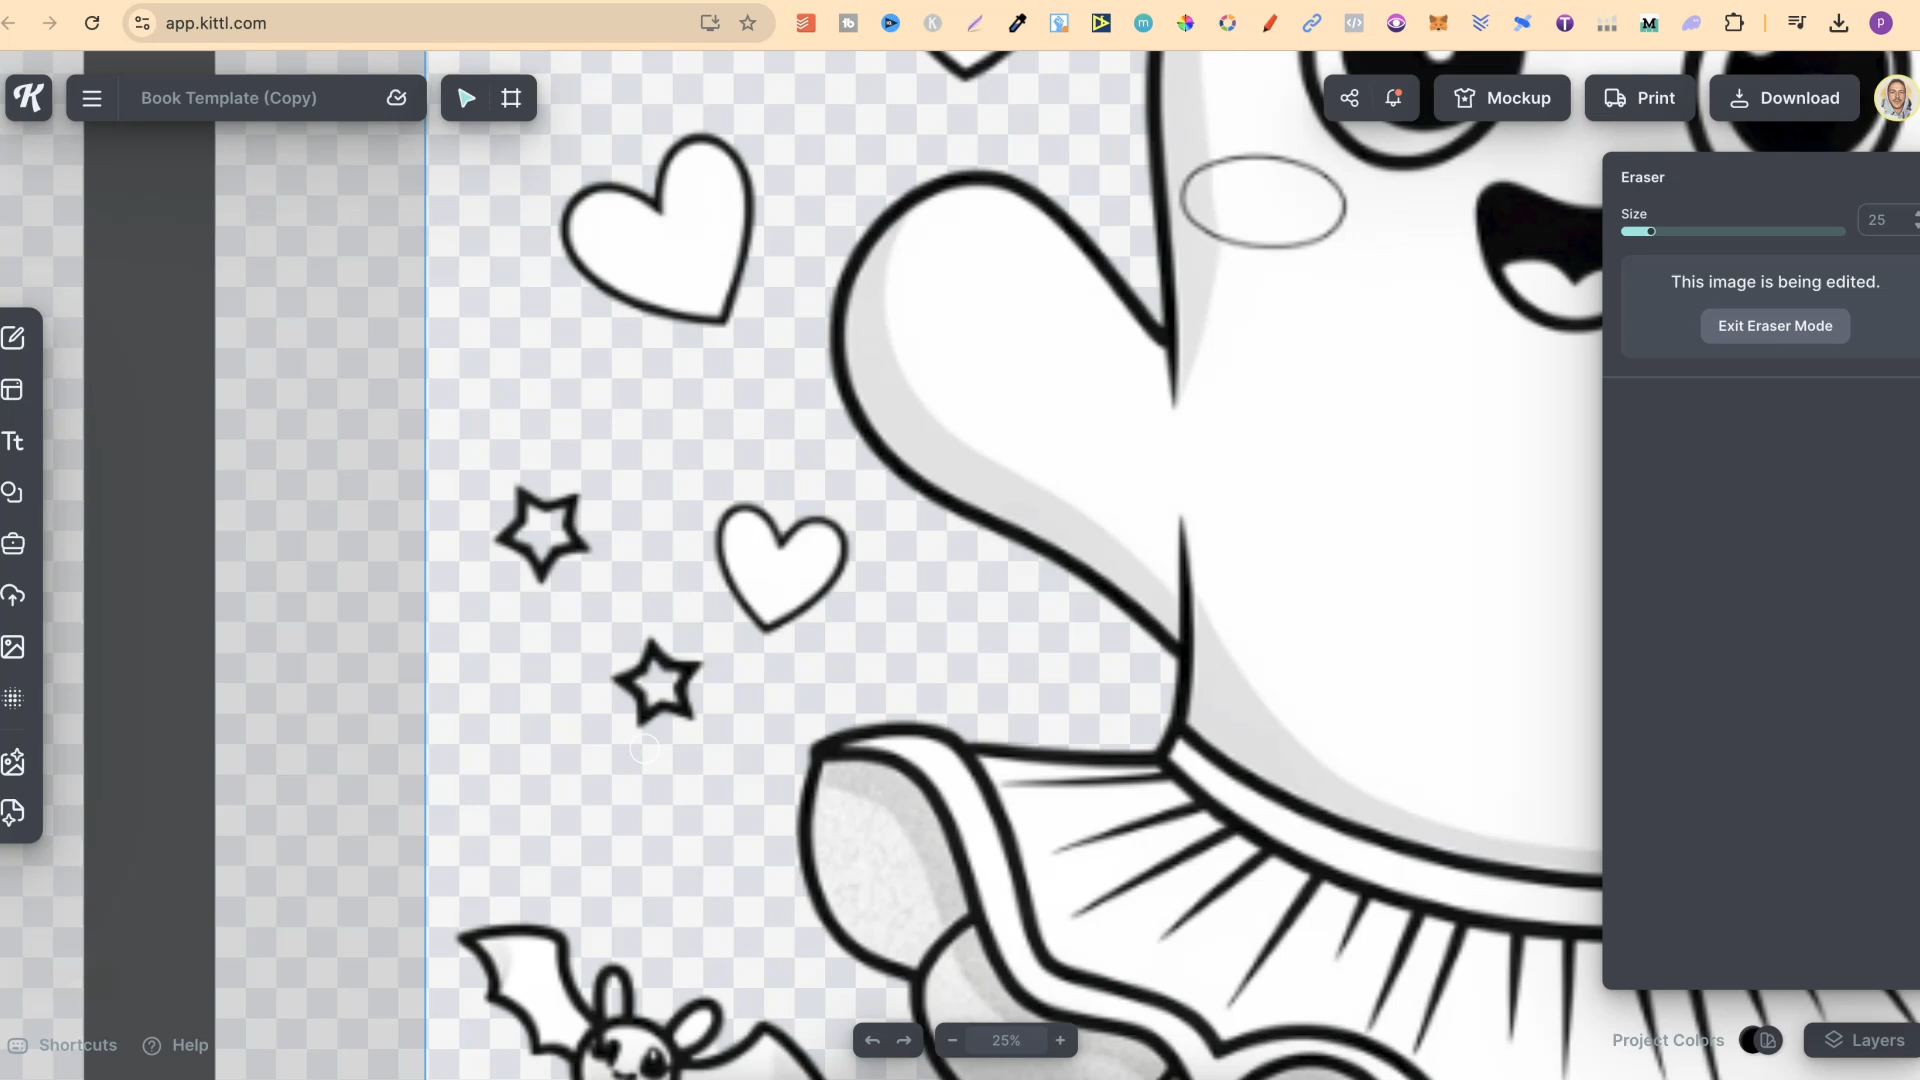 app.kittl.com
Book Template (Copy)
Mockup
Print
Download
Eraser
Size
25
This image is being edited.
Exit Eraser Mode
Tt
Shortcuts
Help
25%
Project Colors
Layers